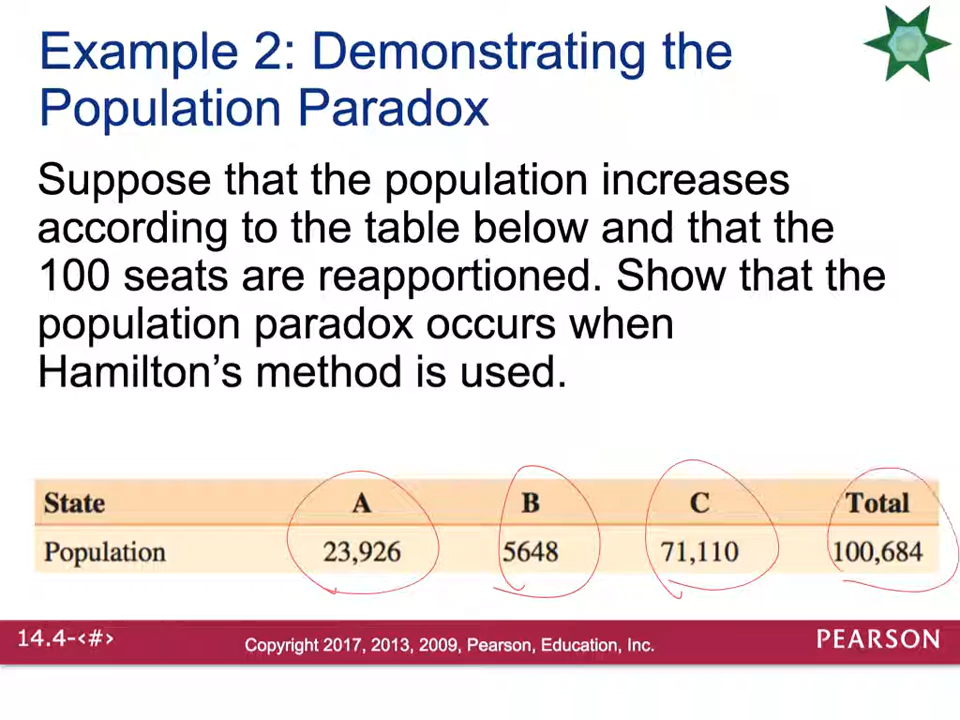 Example 2: Demonstrating the
Population Paradox
Suppose that the population increases
according to the table below and that the
100 seats are reapportioned. Show that the
population paradox occurs when
Hamilton’s method is used.
State A B C Total
Population 23,926 5648 71,110 100,684
14.4-<#> Copyright 2017, 2013, 2009, Pearson, Education, Inc. PEARSON